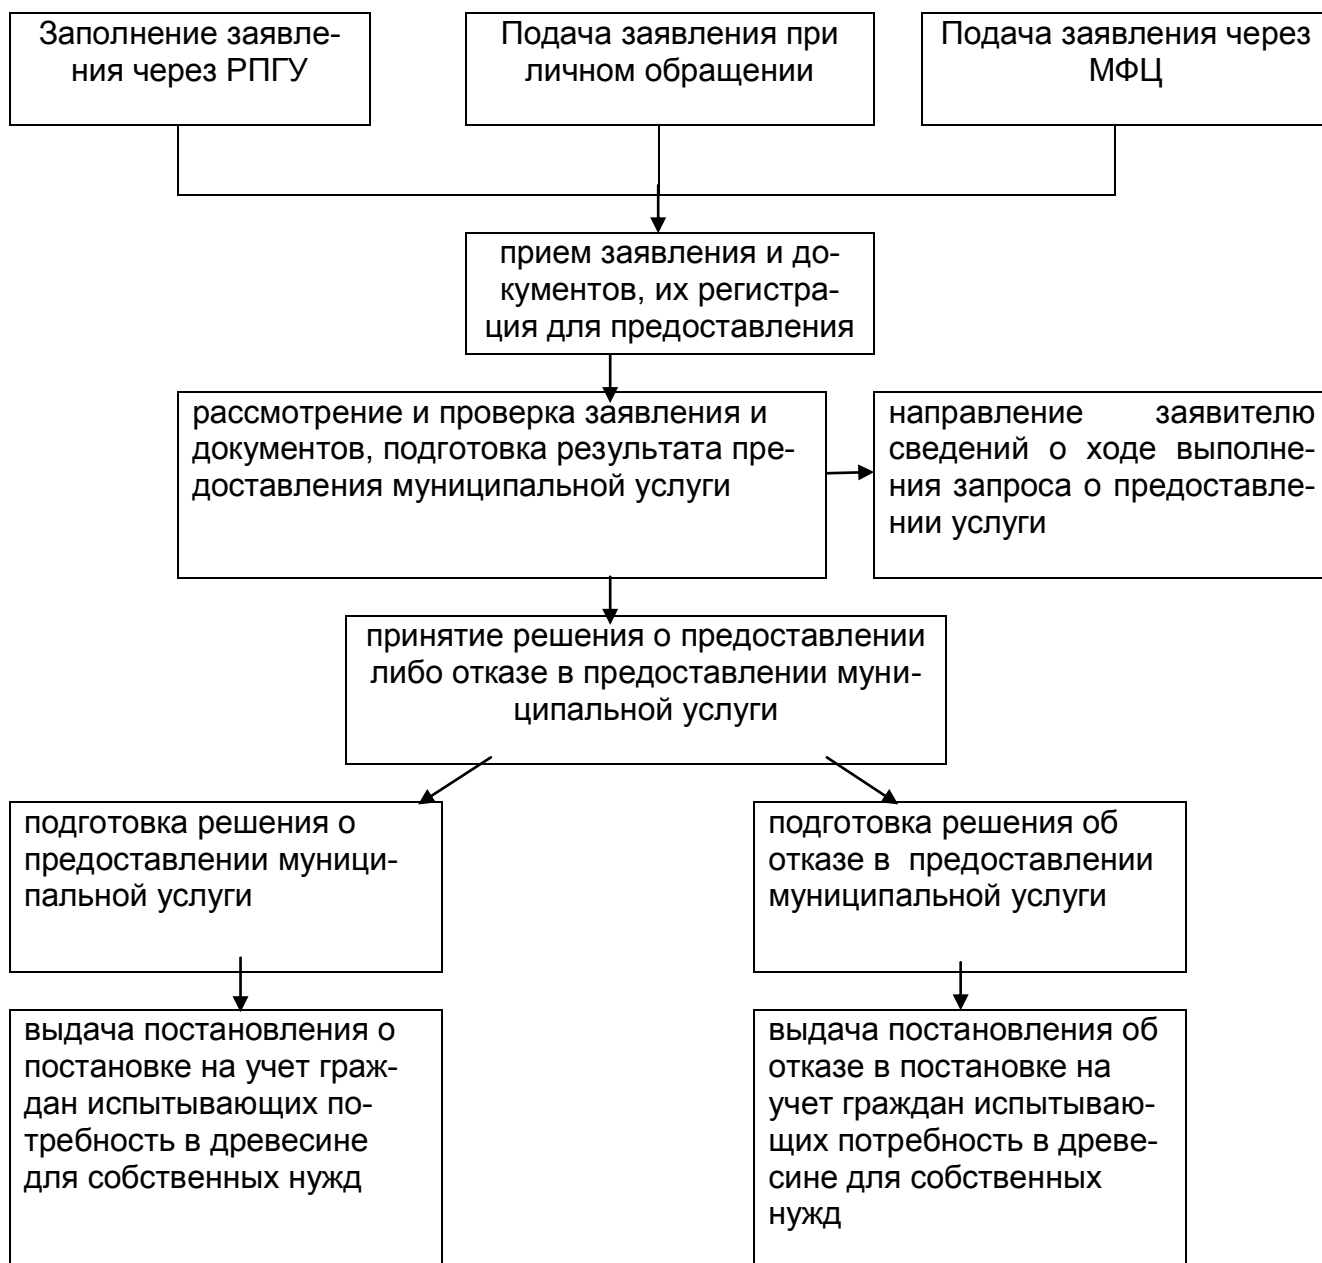 Заполнение заявле-
ния через РПГУ
Подача заявления при
личном обращении
Подача заявления через
МФЦ
прием заявления и до-
кументов, их регистра-
ция для предоставления
рассмотрение и проверка заявления и
документов, подготовка результата пре-
доставления муниципальной услуги
направление заявителю
сведений о ходе выполне-
ния запроса о предоставле-
нии услуги
принятие решения о предоставлении
либо отказе в предоставлении муни-
ципальной услуги
подготовка решения о
предоставлении муници-
пальной услуги
подготовка решения об
отказе в предоставлении
муниципальной услуги
выдача постановления о
постановке на учет граж-
дан испытывающих по-
требность в древесине
для собственных нужд
выдача постановления об
отказе в постановке на
учет граждан испытываю-
щих потребность в древе-
сине для собственных
нужд